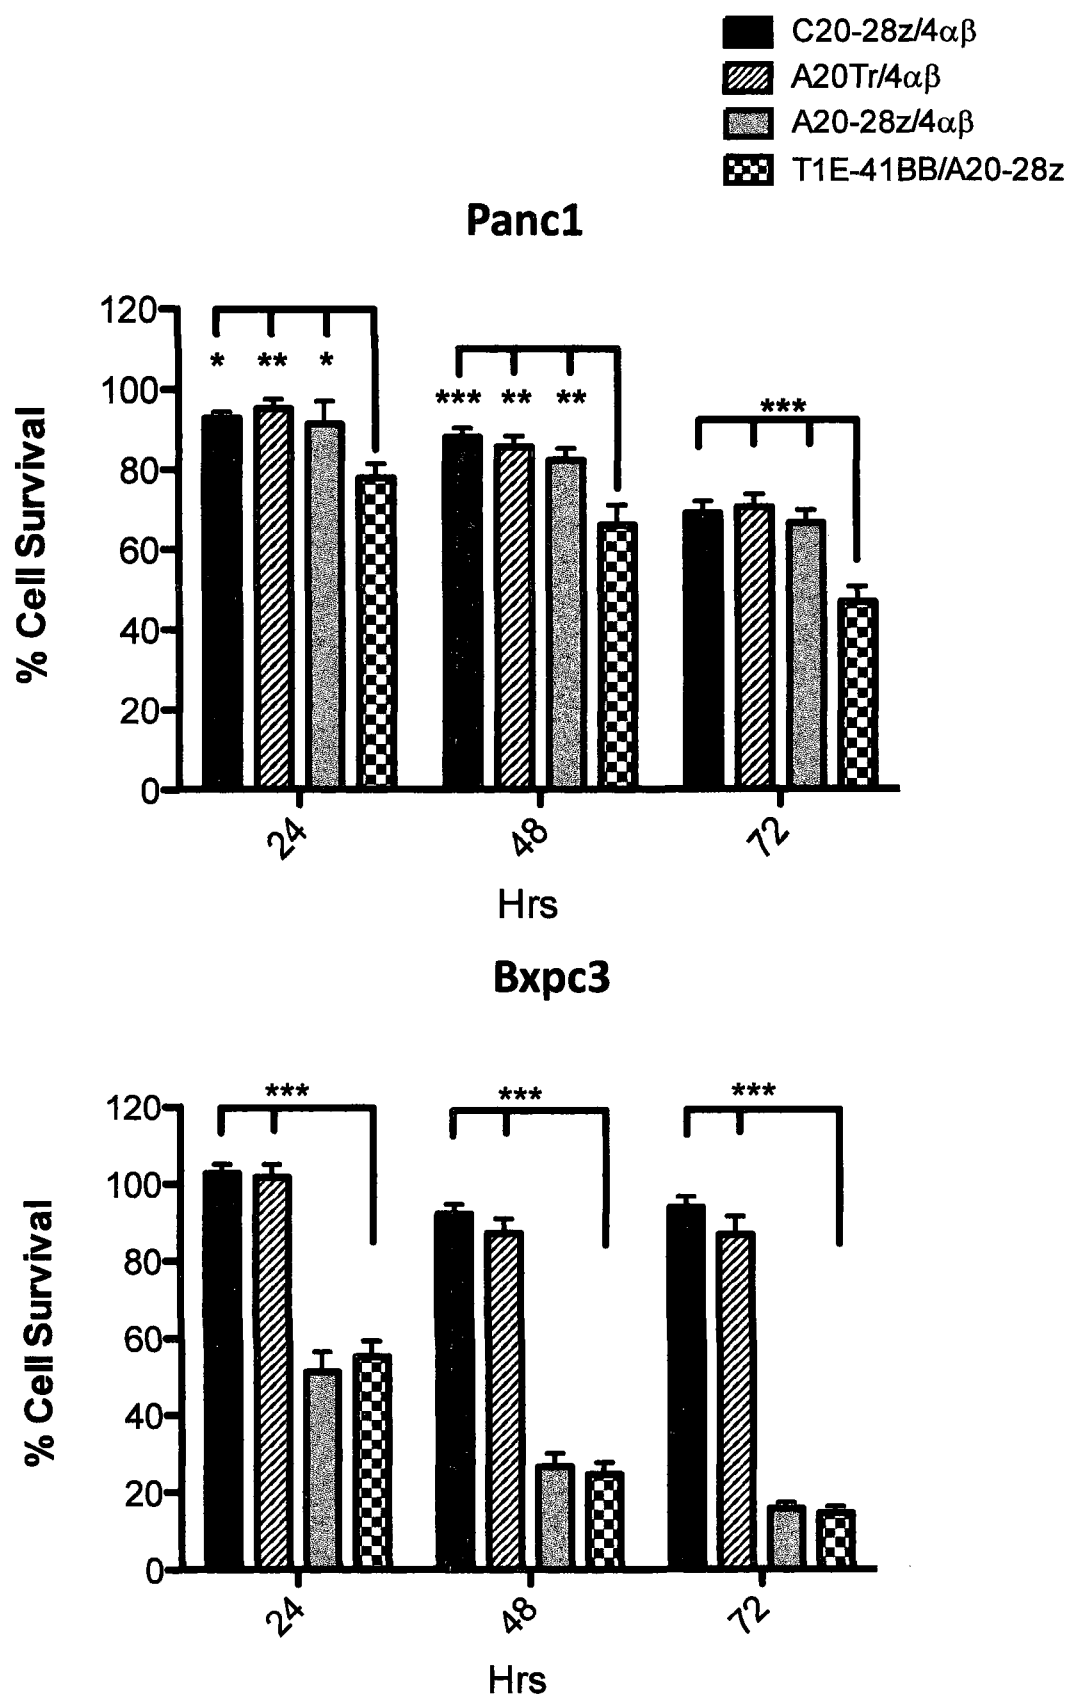 C20-28z/4αβ
A20Tr/4αβ
A20-28z/4αβ
T1E-41BB/A20-28z
Panc1
% Cell Survival
120
100
80
60
40
20
0
* ** *
*** ** **
***
24 48 72
Hrs
Bxpc3
% Cell Survival
120
100
80
60
40
20
0
*** *** ***
24 48 72
Hrs